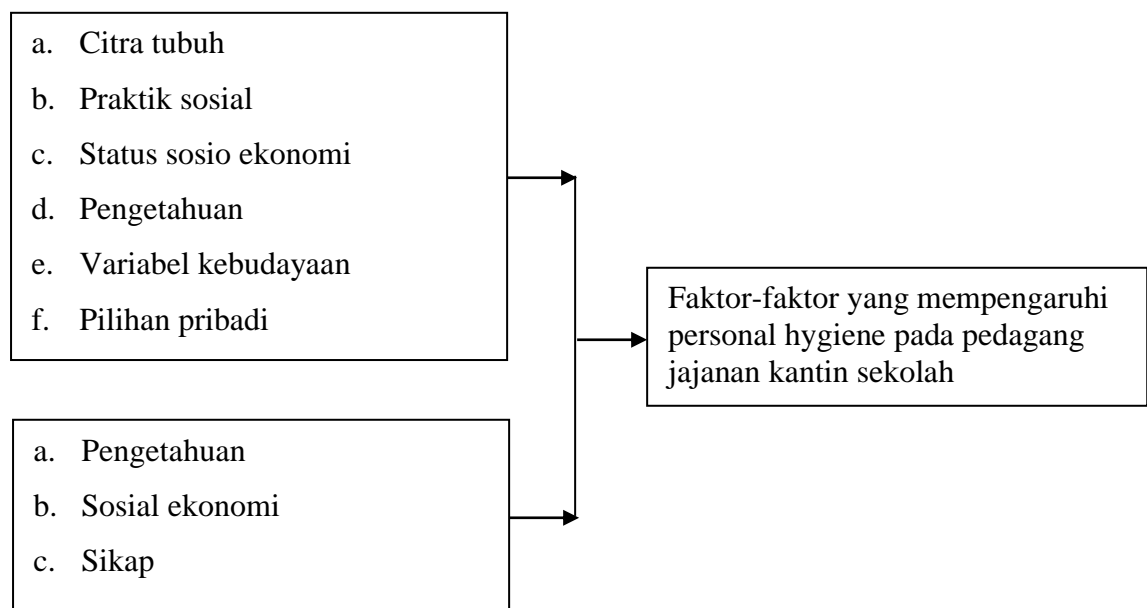 a. Citra tubuh
b. Praktik sosial
c. Status sosio ekonomi
d. Pengetahuan
e. Variabel kebudayaan
f. Pilihan pribadi
Faktor-faktor yang mempengaruhi
personal hygiene pada pedagang
jajanan kantin sekolah
a. Pengetahuan
b. Sosial ekonomi
c. Sikap